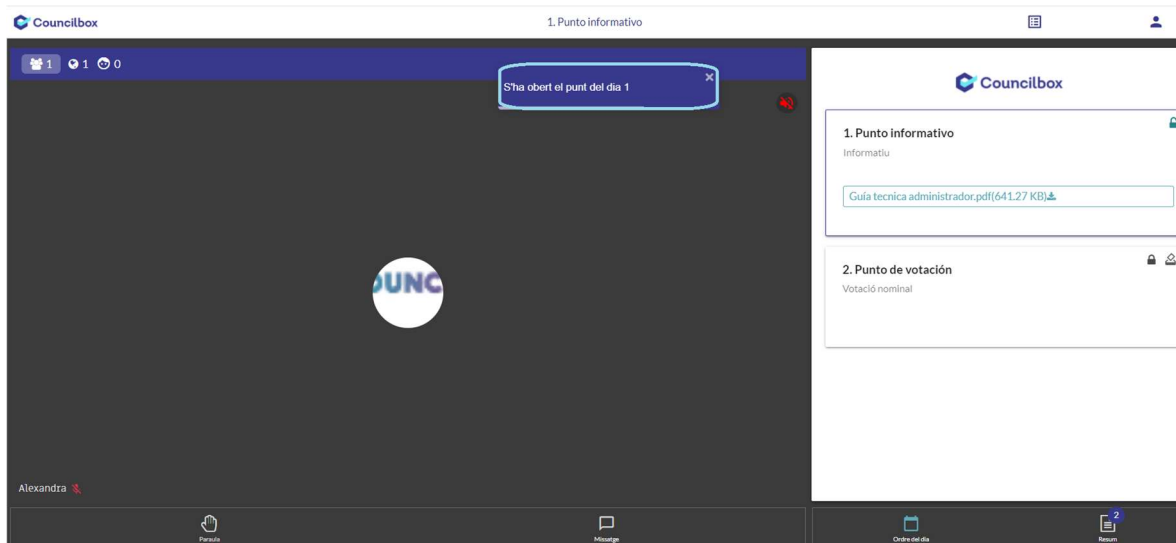 Councilbox
1. Punto informativo
1
1
0
S'ha obert el punt del dia 1
Councilbox
1. Punto informativo
Informatiu
Guía tecnica administrador.pdf(641.27 KB)
2. Punto de votación
Votació nominal
OUNC
Alexandra
Paraula
Missatge
Ordre del dia
2
Resum